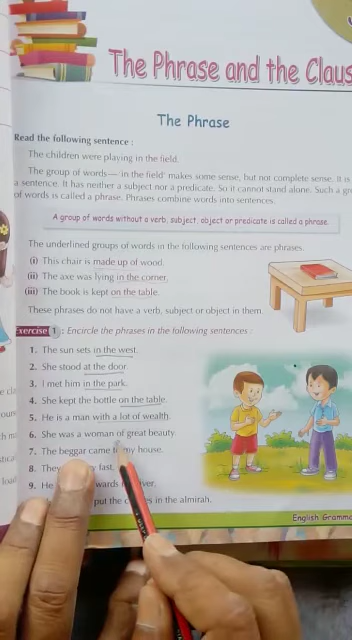 The Phrase and the Claus
The Phrase
Read the following sentence :
The children were playing in the field.
The group of words— 'in the field' makes some sense, but not complete sense. It is
a sentence. It has neither a subject nor a predicate. So it cannot stand alone. Such a gr
of words is called a phrase. Phrases combine words into sentences.
A group of words without a verb, subject, object or predicate is called a phrase.
The underlined groups of words in the following sentences are phrases.
(i) This chair is made up of wood.
(ii) The axe was lying in the corner.
(iii) The book is kept on the table.
These phrases do not have a verb, subject or object in them.
Exercise 1 : Encircle the phrases in the following sentences :
1. The sun sets in the west.
2. She stood at the door.
3. I met him in the park.
4. She kept the bottle on the table.
5. He is a man with a lot of wealth.
6. She was a woman of great beauty.
7. The beggar came to my house.
8. They fast.
9. He wards
put the in the almirah.
English Gramma